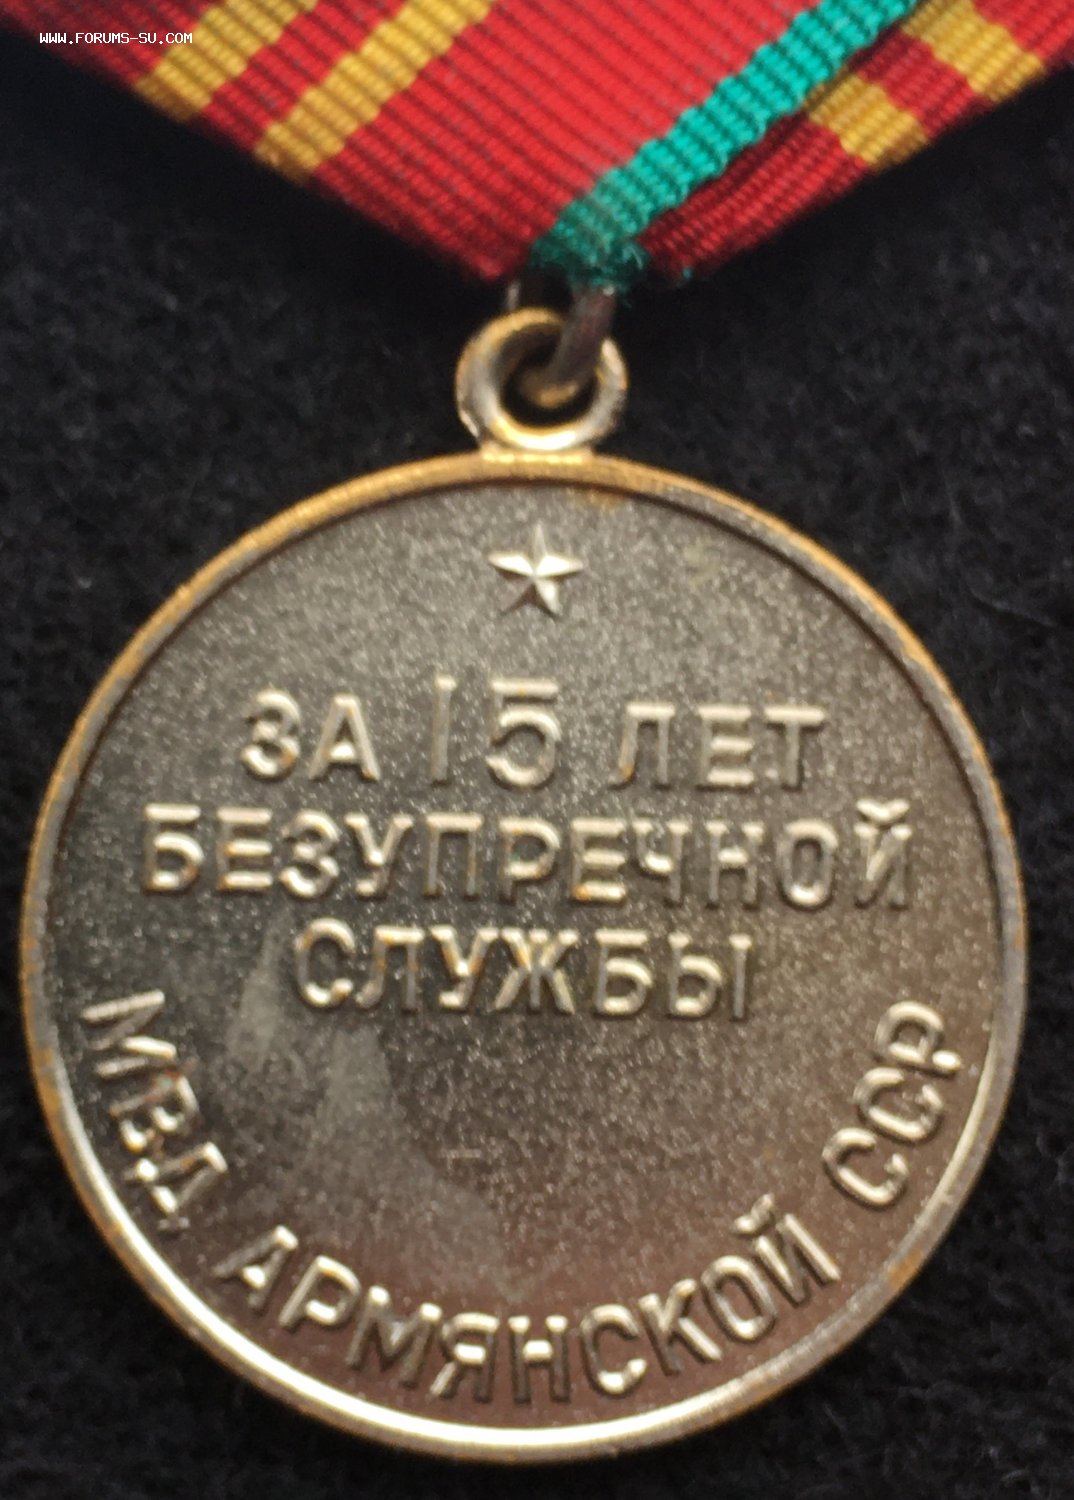 WWW.FORUMS-SU.COM
ЗА 15 ЛЕТ
БЕЗУПРЕЧНОЙ
СЛУЖБЫ
МВД АРМЯНСКОЙ ССР